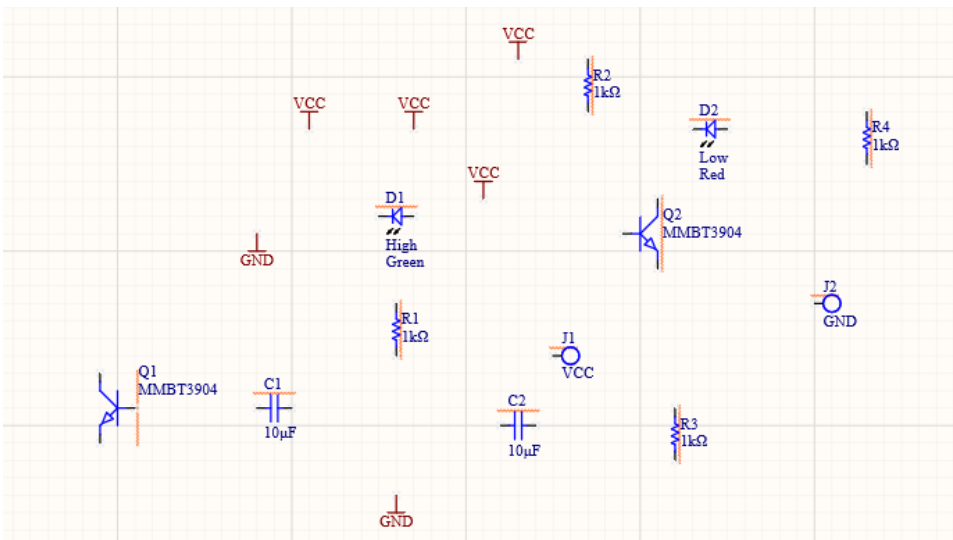 VCC
R2
1kΩ
VCC
VCC
D2
Low
Red
R4
1kΩ
VCC
D1
High
Green
Q2
MMBT3904
GND
J2
GND
R1
1kΩ
J1
VCC
Q1
MMBT3904
C1
10µF
C2
10µF
R3
1kΩ
GND